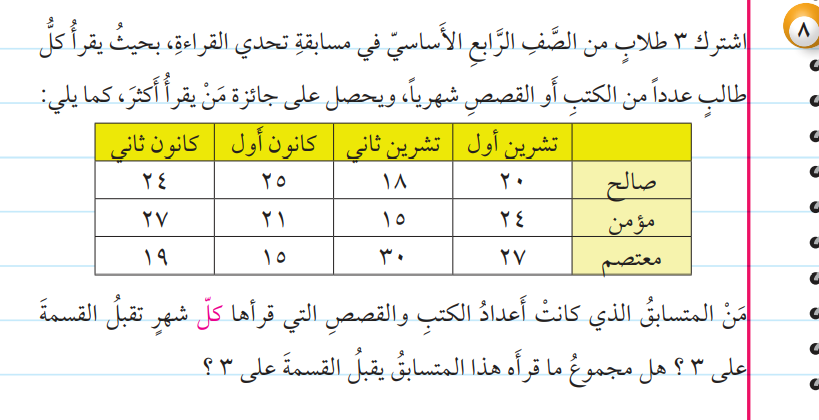 ٨
اشترك ٣ طلابٍ من الصَّفِ الرَّابعِ الأَساسيّ في مسابقةِ تحدي القراءةِ، بحيثُ يقرأُ كلُّ
طالبٍ عدداً من الكتبِ أَو القصصِ شهرياً، ويحصل على جائزة مَنْ يقرأُ أَكثرَ، كما يلي:
تشرين أول تشرين ثاني كانون أَول كانون ثاني
صالح ٢٠ ١٨ ٢٥ ٢٤
مؤمن ٢٤ ١٥ ٢١ ٢٧
معتصم ٢٧ ٣٠ ١٥ ١٩
مَنْ المتسابقُ الذي كانتْ أَعدادُ الكتبِ والقصصِ التي قرأها كلّ شهرٍ تقبلُ القسمةَ
على ٣ ؟ هل مجموعُ ما قرأَه هذا المتسابقُ يقبلُ القسمةَ على ٣ ؟